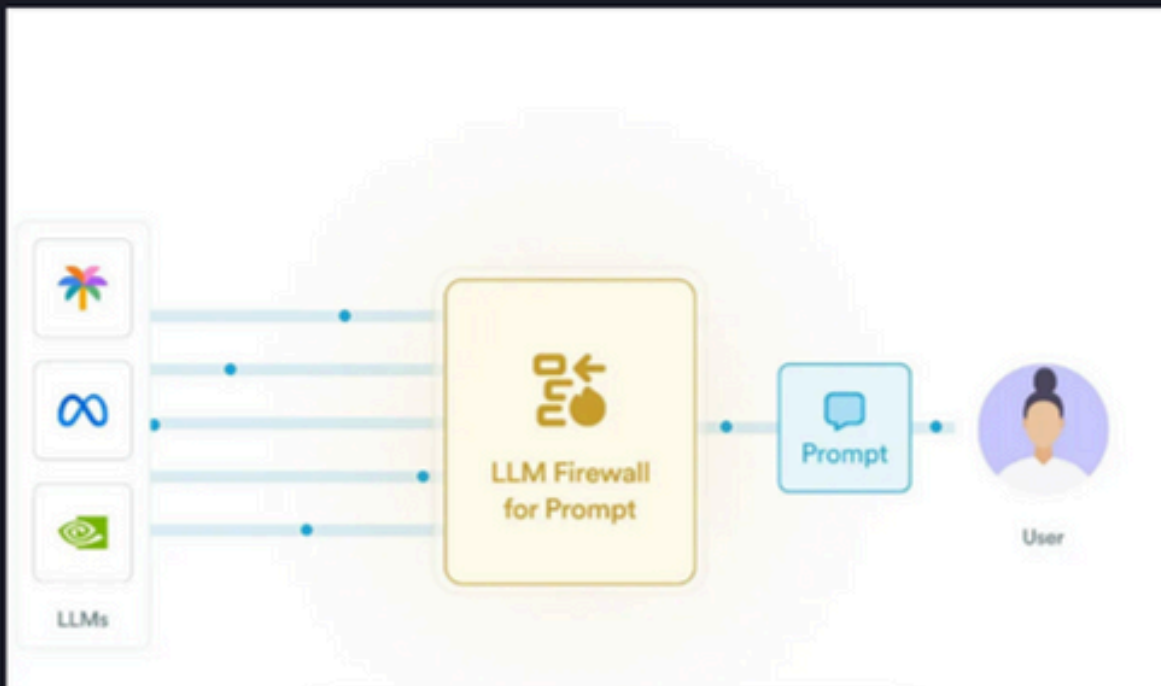 LLMs
LLM Firewall
for Prompt
Prompt
User